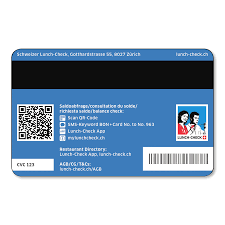 Schweizer Lunch-Check, Gotthardstrasse 55, 8027 Zürich
lunch-check.ch
Saldoabfrage/consultation du solde/
richiesta saldo/balance check:
Scan QR-Code
SMS-Keyword BON+Card No. to No. 963
Lunch-Check App
mylunchcheck.ch
Restaurant Directory:
Lunch-Check App, lunch-check.ch
AGB/CG/T&Cs:
lunch-check.ch/AGB
CVC 123
LUNCH-CHECK